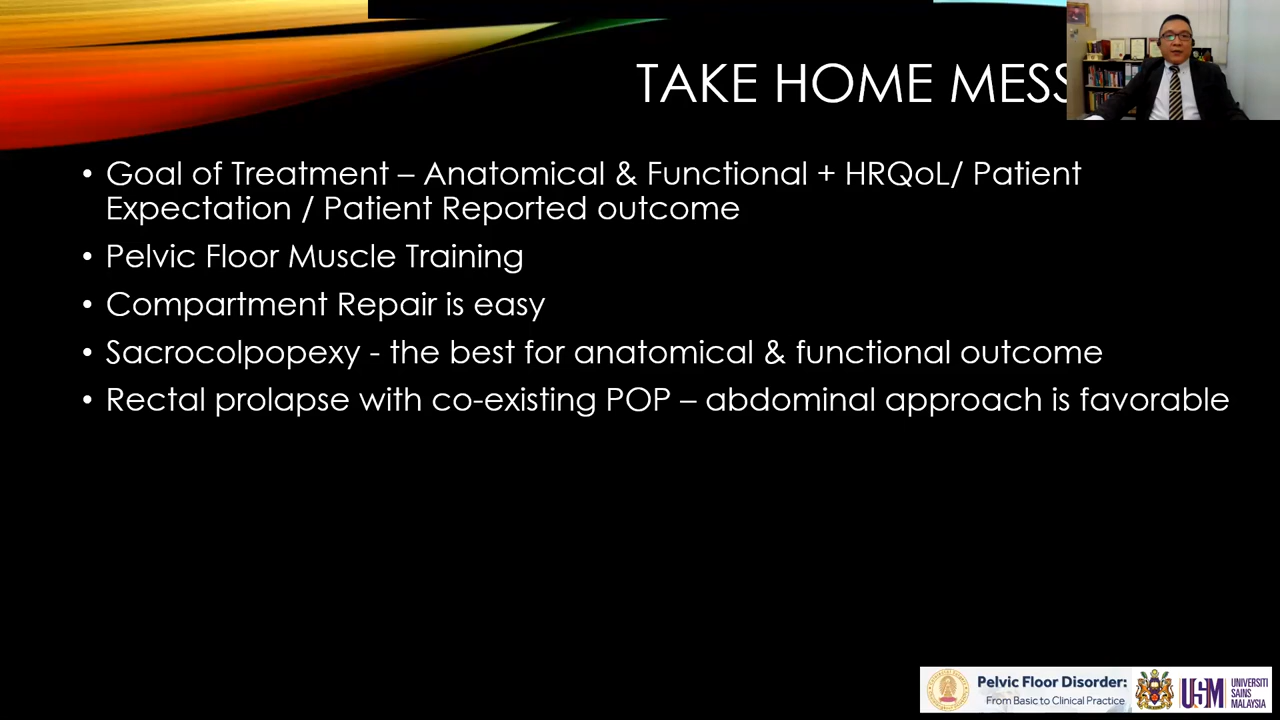 TAKE HOME MESS
• Goal of Treatment – Anatomical & Functional + HRQoL/ Patient
Expectation / Patient Reported outcome
• Pelvic Floor Muscle Training
• Compartment Repair is easy
• Sacrocolpopexy - the best for anatomical & functional outcome
• Rectal prolapse with co-existing POP – abdominal approach is favorable
Pelvic Floor Disorder:
From Basic to Clinical Practice
USM
UNIVERSITI
SAINS
MALAYSIA